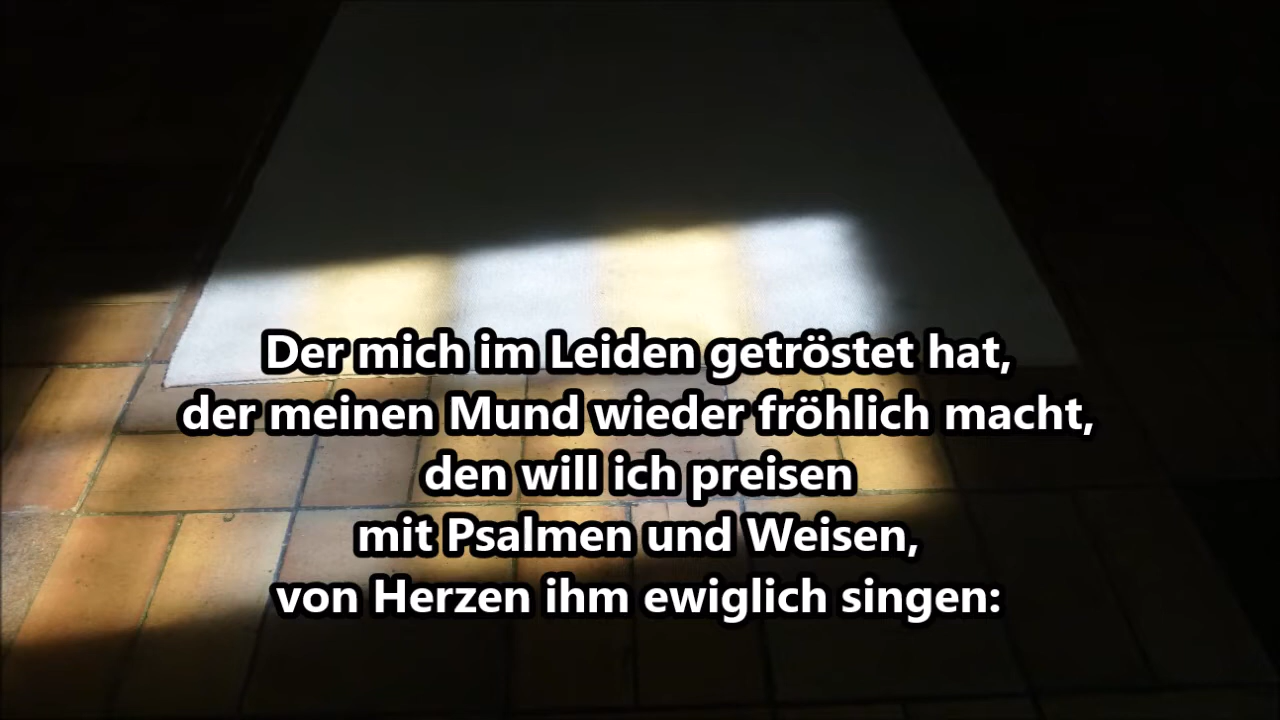 Der mich im Leiden getröstet hat,
der meinen Mund wieder fröhlich macht,
den will ich preisen
mit Psalmen und Weisen,
von Herzen ihm ewiglich singen: